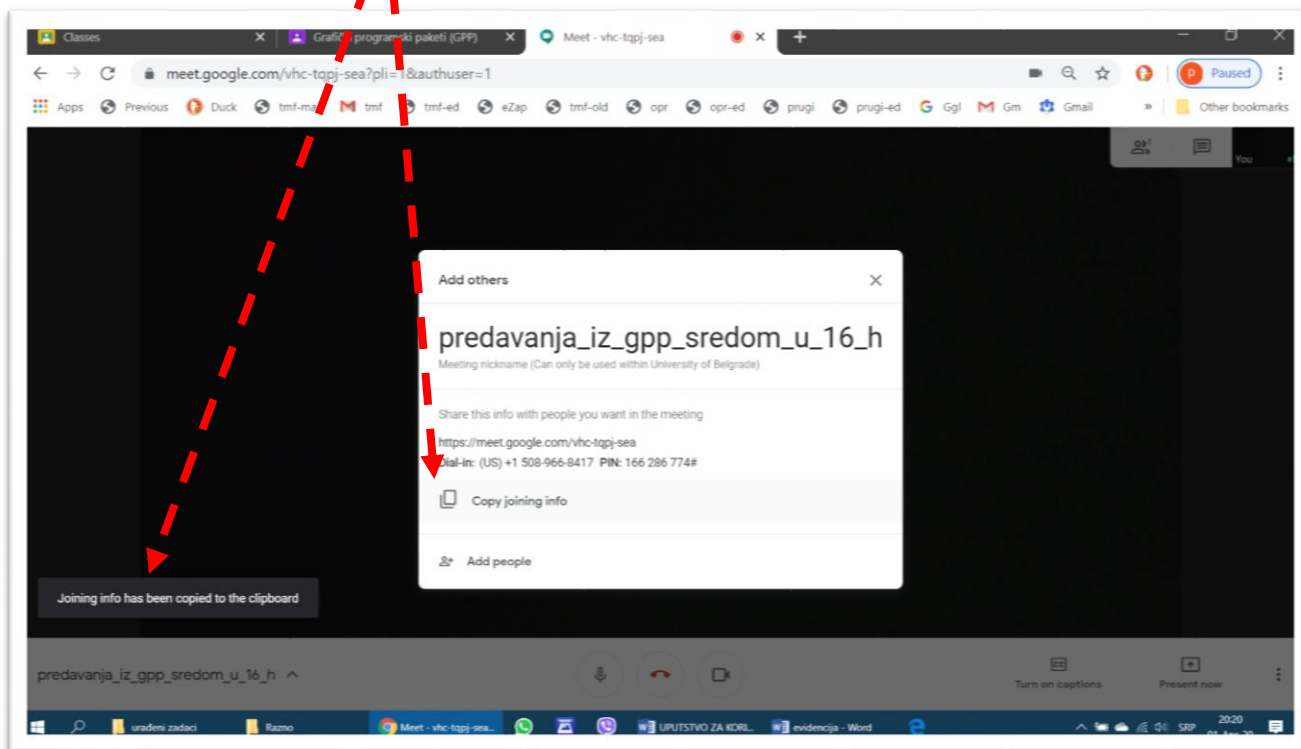 Classes
Grafički programski paketi (GPP)
Meet - vhc-tqpj-sea
meet.google.com/vhc-tqpj-sea?pli=1&authuser=1
Paused
Apps Previous Duck tmf-ma tmf tmf-ed eZap tmf-old opr opr-ed prugi prugi-ed Ggl Gm Gmail » Other bookmarks
You
Add others
predavanja_iz_gpp_sredom_u_16_h
Meeting nickname (Can only be used within University of Belgrade)
Share this info with people you want in the meeting
https://meet.google.com/vhc-tqpj-sea
Dial-in: (US) +1 508-966-8417 PIN: 166 286 774#
Copy joining info
Add people
Joining info has been copied to the clipboard
predavanja_iz_gpp_sredom_u_16_h
Turn on captions
Present now
urađeni zadaci Razno Meet - vhc-tqpj-sea... UPUTSTVO ZA KORI... evidencija - Word SRP 20:20